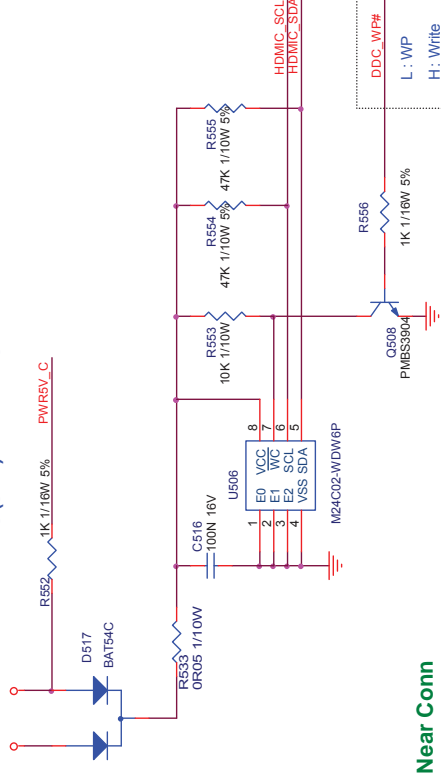 HDMIC_SCL
HDMIC_SDA
DDC_WP#
L : WP
H: Write
R555
47K 1/10W 5%
R554
47K 1/10W 5%
R553
10K 1/10W
R556
1K 1/16W 5%
Q508
PMBS3904
PWR5V_C
R552
1K 1/16W 5%
D517
BAT54C
R533
0R05 1/10W
C516
100N 16V
U506
1 E0 VCC 8
2 E1 WC 7
3 E2 SCL 6
4 VSS SDA 5
M24C02-WDW6P
Near Conn